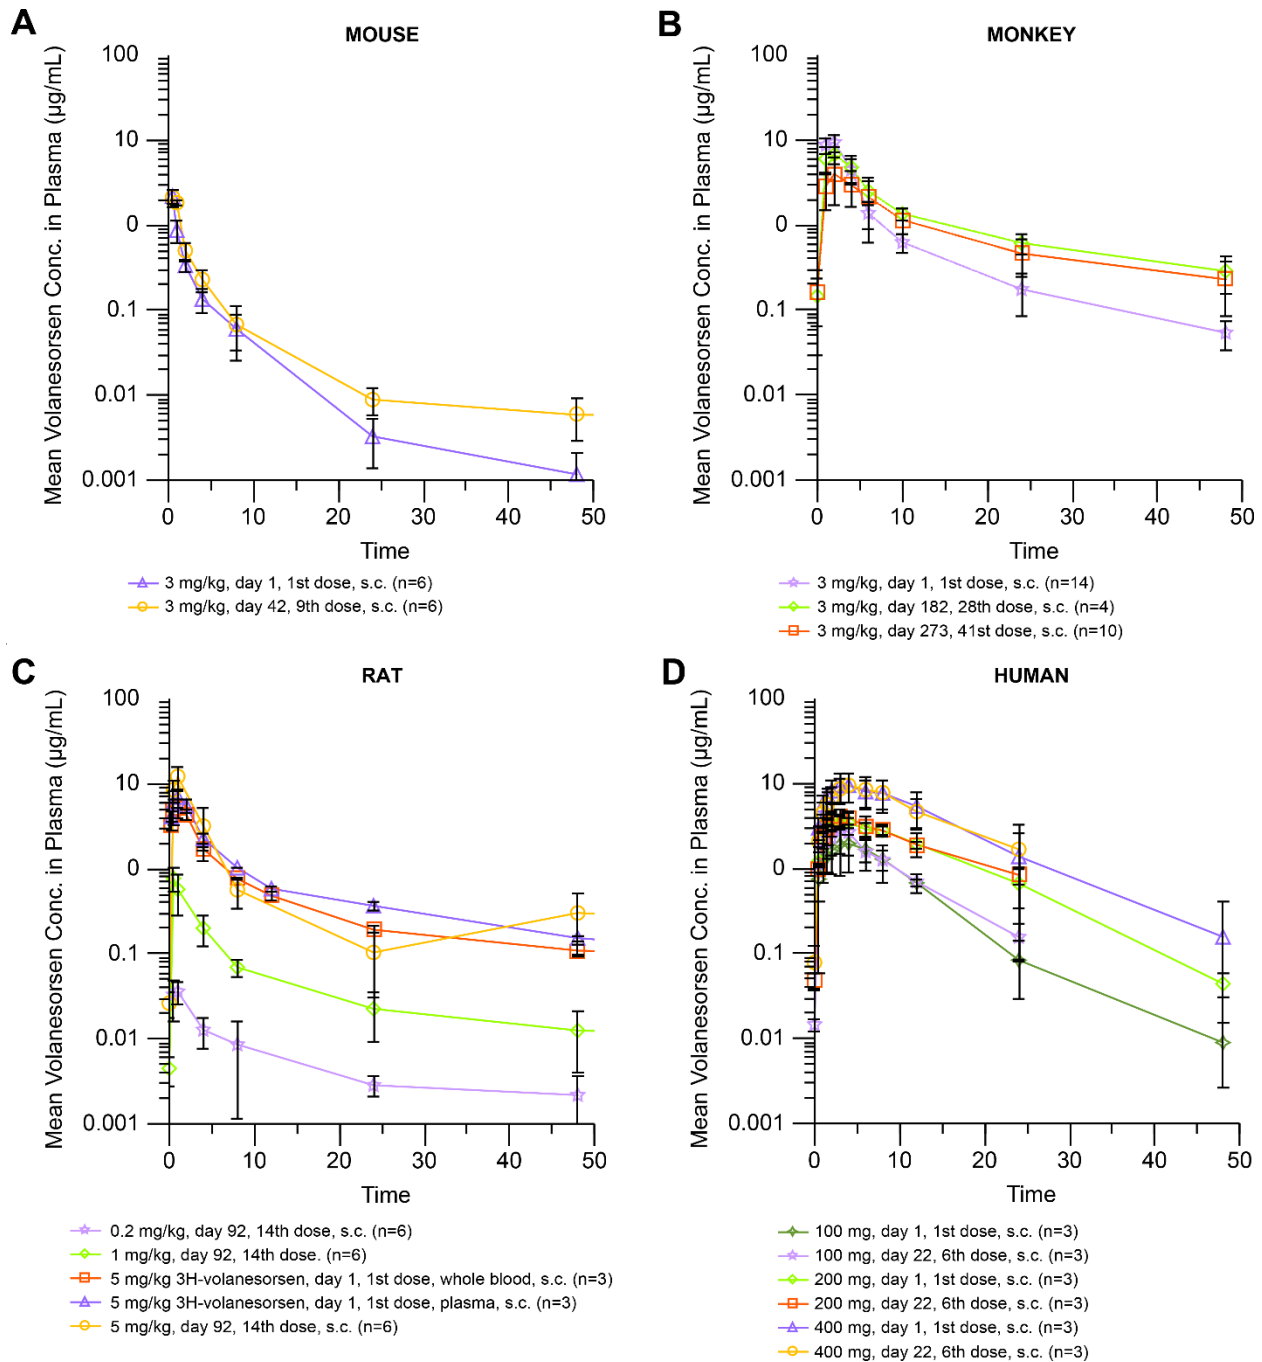 A
MOUSE
Mean Volanesorsen Conc. in Plasma (µg/mL)
100
10
0
0.1
0.01
0.001
0 10 20 30 40 50
Time
3 mg/kg, day 1, 1st dose, s.c. (n=6)
3 mg/kg, day 42, 9th dose, s.c. (n=6)
B
MONKEY
Mean Volanesorsen Conc. in Plasma (µg/mL)
100
10
0
0.1
0.01
0.001
0 10 20 30 40 50
Time
3 mg/kg, day 1, 1st dose, s.c. (n=14)
3 mg/kg, day 182, 28th dose, s.c. (n=4)
3 mg/kg, day 273, 41st dose, s.c. (n=10)
C
RAT
Mean Volanesorsen Conc. in Plasma (µg/mL)
100
10
0
0.1
0.01
0.001
0 10 20 30 40 50
Time
0.2 mg/kg, day 92, 14th dose, s.c. (n=6)
1 mg/kg, day 92, 14th dose. (n=6)
5 mg/kg 3H-volanesorsen, day 1, 1st dose, whole blood, s.c. (n=3)
5 mg/kg 3H-volanesorsen, day 1, 1st dose, plasma, s.c. (n=3)
5 mg/kg, day 92, 14th dose, s.c. (n=6)
D
HUMAN
Mean Volanesorsen Conc. in Plasma (µg/mL)
100
10
0
0.1
0.01
0.001
0 10 20 30 40 50
Time
100 mg, day 1, 1st dose, s.c. (n=3)
100 mg, day 22, 6th dose, s.c. (n=3)
200 mg, day 1, 1st dose, s.c. (n=3)
200 mg, day 22, 6th dose, s.c. (n=3)
400 mg, day 1, 1st dose, s.c. (n=3)
400 mg, day 22, 6th dose, s.c. (n=3)